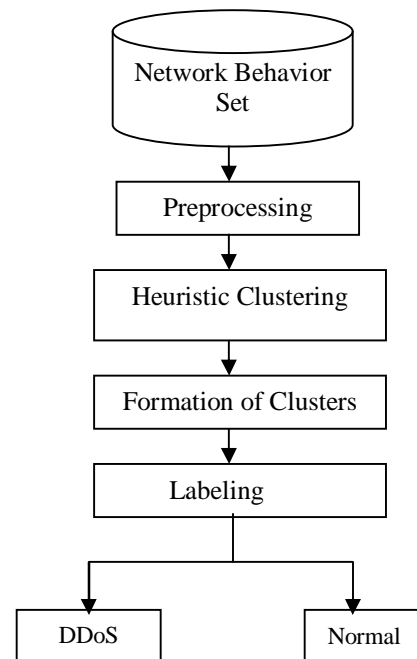 Network Behavior
Set
Preprocessing
Heuristic Clustering
Formation of Clusters
Labeling
DDoS
Normal